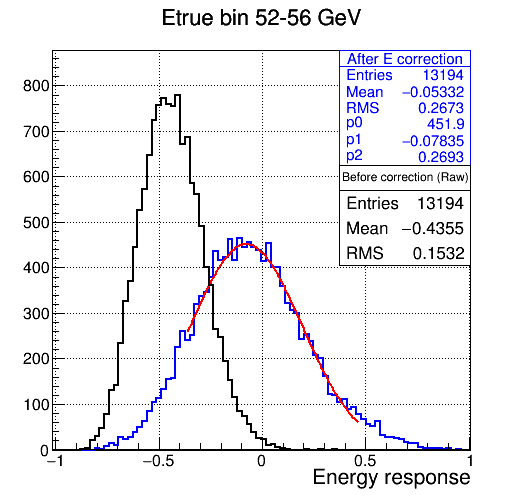 Etrue bin 52-56 GeV
After E correction
Entries 13194
Mean −0.05332
RMS 0.2673
p0 451.9
p1 −0.07835
p2 0.2693
Before correction (Raw)
Entries 13194
Mean −0.4355
RMS 0.1532
800
700
600
500
400
300
200
100
0
−1 −0.5 0 0.5 1
Energy response